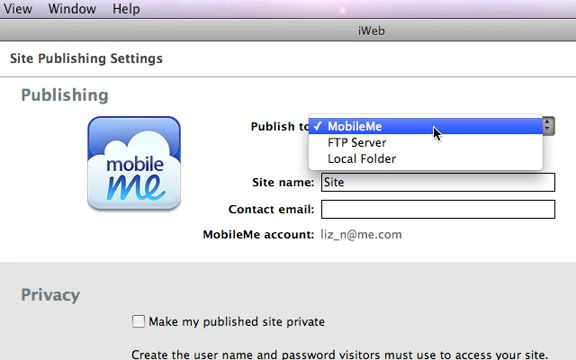 View Window Help
iWeb
Site Publishing Settings
Publishing
mobile
me
Publish to
✓ MobileMe
FTP Server
Local Folder
Site name: Site
Contact email:
MobileMe account: liz_n@me.com
Privacy
Make my published site private
Create the user name and password visitors must use to access your site.